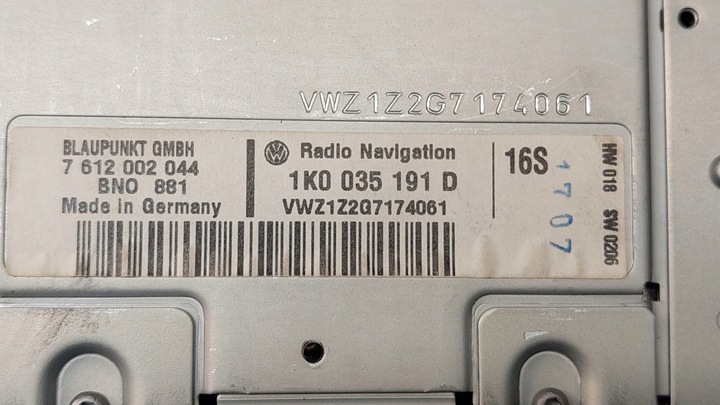 VWZ1Z2G7174061
BLAUPUNKT GMBH
7 612 002 044
BNO 881
Made in Germany
VW Radio Navigation
1K0 035 191 D
VWZ1Z2G7174061
16S
1707
HW 018 SW 0206